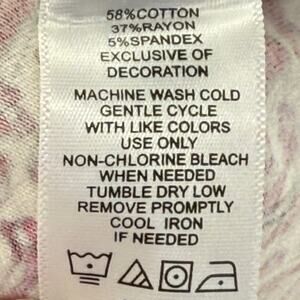 58%COTTON
37%RAYON
5%SPANDEX
EXCLUSIVE OF
DECORATION
MACHINE WASH COLD
GENTLE CYCLE
WITH LIKE COLORS
USE ONLY
NON-CHLORINE BLEACH
WHEN NEEDED
TUMBLE DRY LOW
REMOVE PROMPTLY
COOL IRON
IF NEEDED